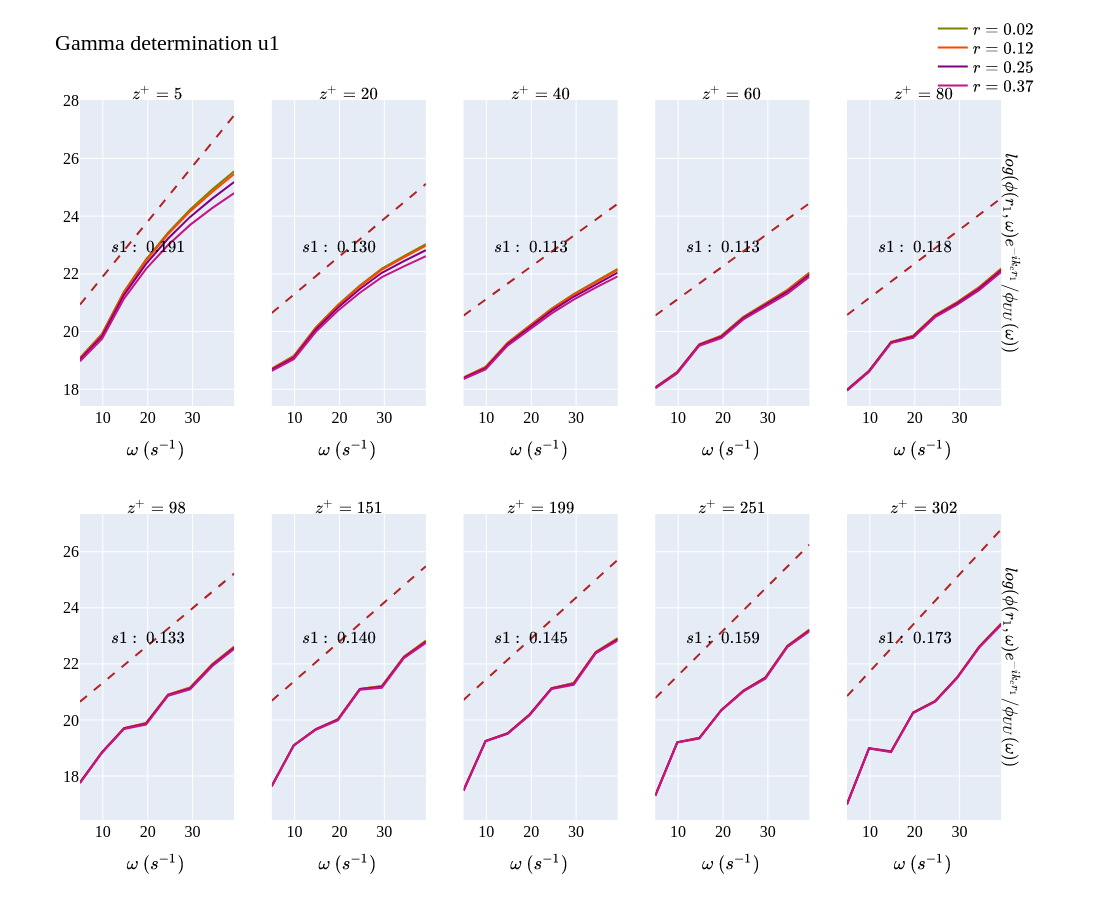 Gamma determination u1
r = 0.02
r = 0.12
r = 0.25
r = 0.37
z⁺ = 5
z⁺ = 20
z⁺ = 40
z⁺ = 60
z⁺ = 80
28
26
24
22
20
18
s1 : 0.191
s1 : 0.130
s1 : 0.113
s1 : 0.113
s1 : 0.118
log(ϕ(r₁, ω)e^{−ik_c r₁}/ϕ_{UU}(ω))
10 20 30
10 20 30
10 20 30
10 20 30
10 20 30
ω (s⁻¹)
ω (s⁻¹)
ω (s⁻¹)
ω (s⁻¹)
ω (s⁻¹)
z⁺ = 98
z⁺ = 151
z⁺ = 199
z⁺ = 251
z⁺ = 302
26
24
22
20
18
s1 : 0.133
s1 : 0.140
s1 : 0.145
s1 : 0.159
s1 : 0.173
log(ϕ(r₁, ω)e^{−ik_c r₁}/ϕ_{UU}(ω))
10 20 30
10 20 30
10 20 30
10 20 30
10 20 30
ω (s⁻¹)
ω (s⁻¹)
ω (s⁻¹)
ω (s⁻¹)
ω (s⁻¹)